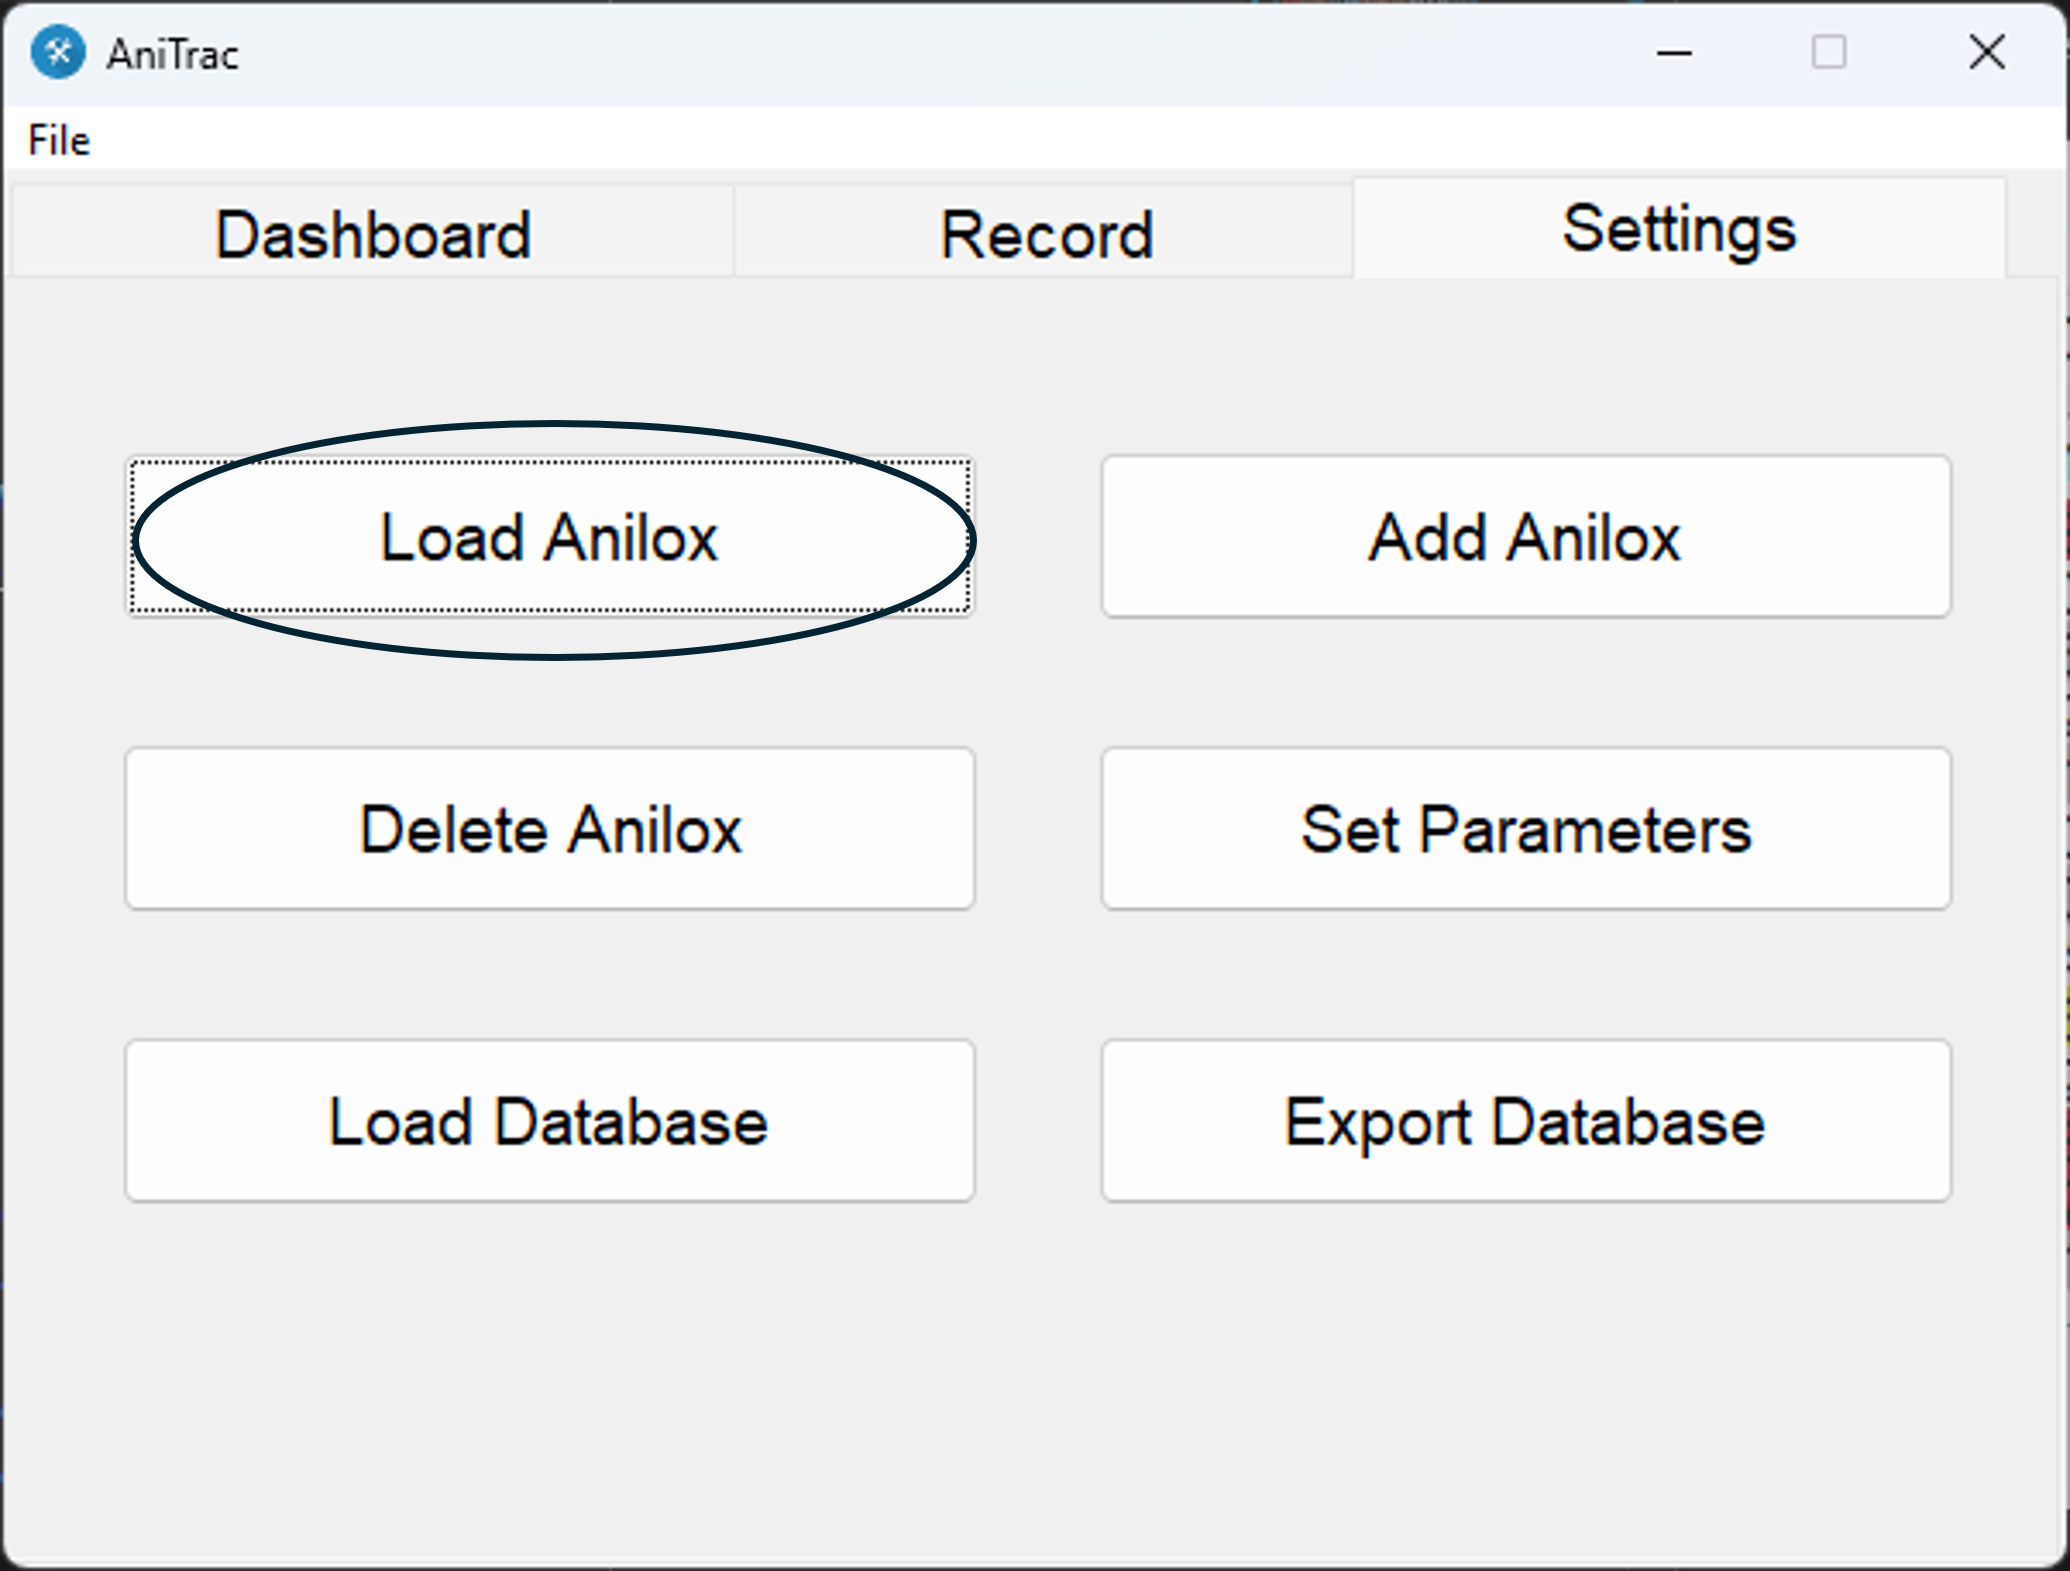 AniTrac
File
Dashboard Record Settings
Load Anilox Add Anilox
Delete Anilox Set Parameters
Load Database Export Database